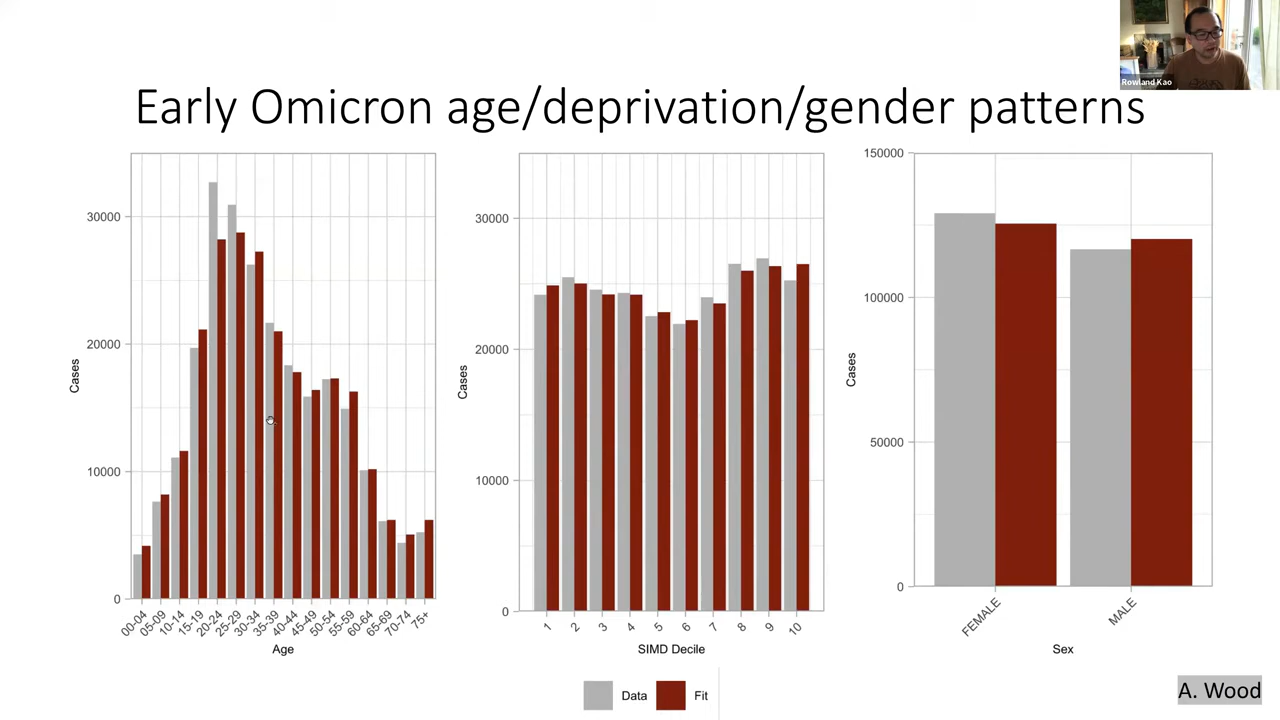 Rowland Kao
Early Omicron age/deprivation/gender patterns
30000
20000
10000
0
Cases
00-04
05-09
10-14
15-19
20-24
25-29
30-34
35-39
40-44
45-49
50-54
55-59
60-64
65-69
70-74
75+
Age
30000
20000
10000
0
Cases
1
2
3
4
5
6
7
8
9
10
SIMD Decile
150000
100000
50000
0
Cases
FEMALE
MALE
Sex
Data
Fit
A. Wood